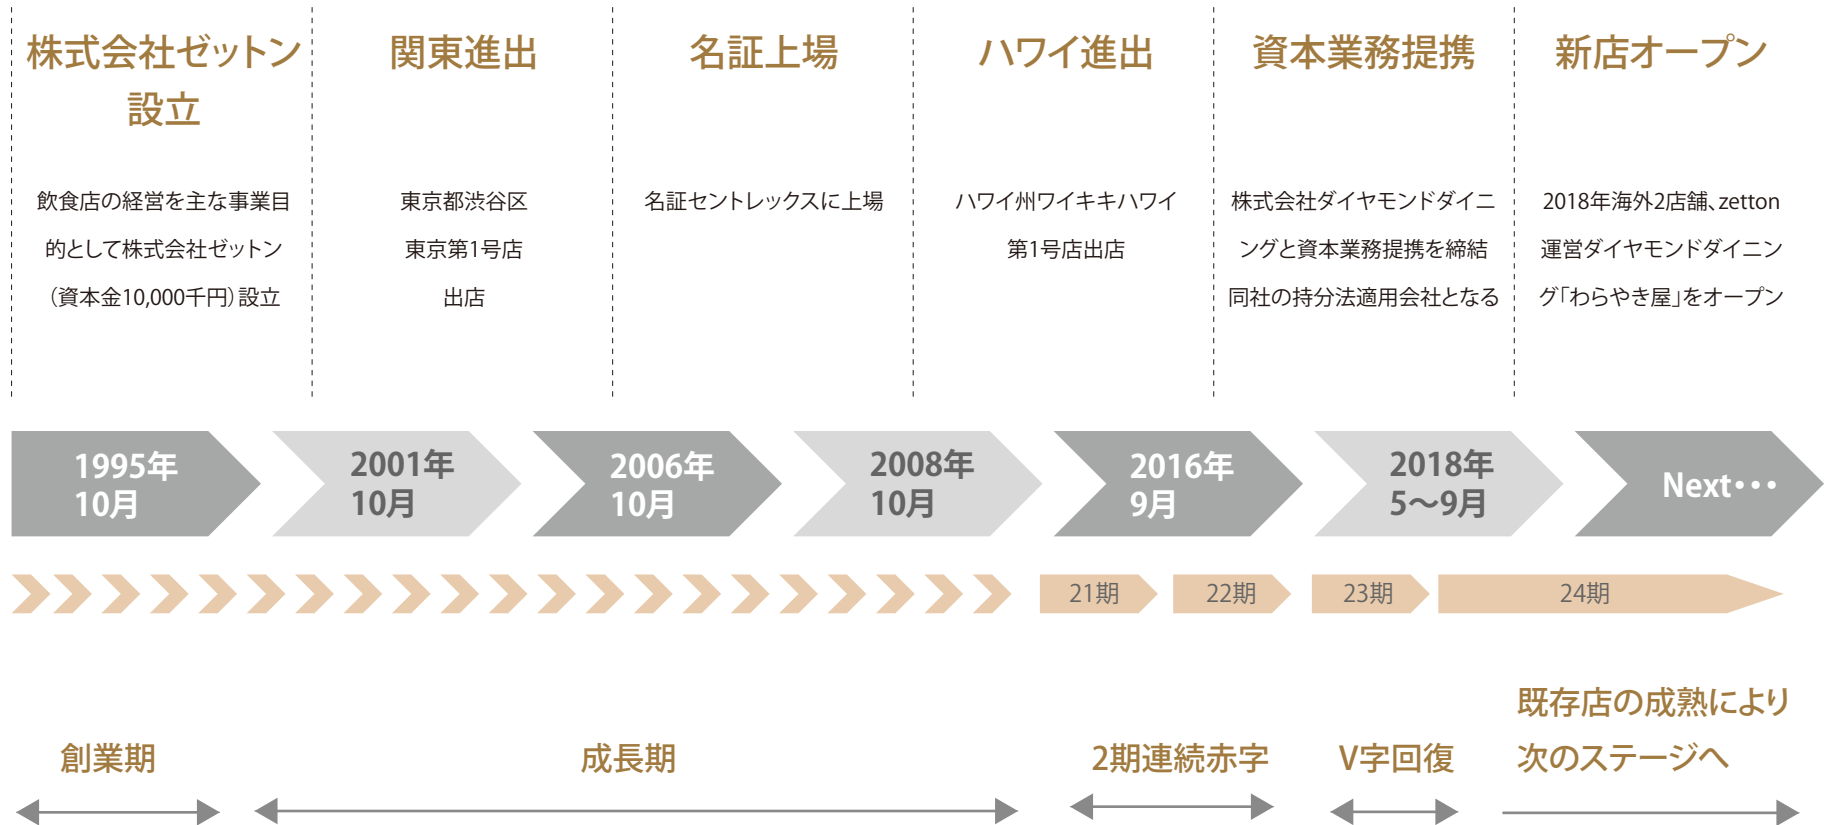 株式会社ゼットン
設立
飲食店の経営を主な事業目
的として株式会社ゼットン
（資本金10,000千円）設立
関東進出
東京都渋谷区
東京第1号店
出店
名証上場
名証セントレックスに上場
ハワイ進出
ハワイ州ワイキキハワイ
第1号店出店
資本業務提携
株式会社ダイヤモンドダイニ
ングと資本業務提携を締結
同社の持分法適用会社となる
新店オープン
2018年海外2店舗、zetton
運営ダイヤモンドダイニン
グ「わらやき屋」をオープン
1995年
10月
2001年
10月
2006年
10月
2008年
10月
2016年
9月
2018年
5〜9月
Next・・・
21期
22期
23期
24期
創業期
成長期
2期連続赤字
V字回復
既存店の成熟により
次のステージへ